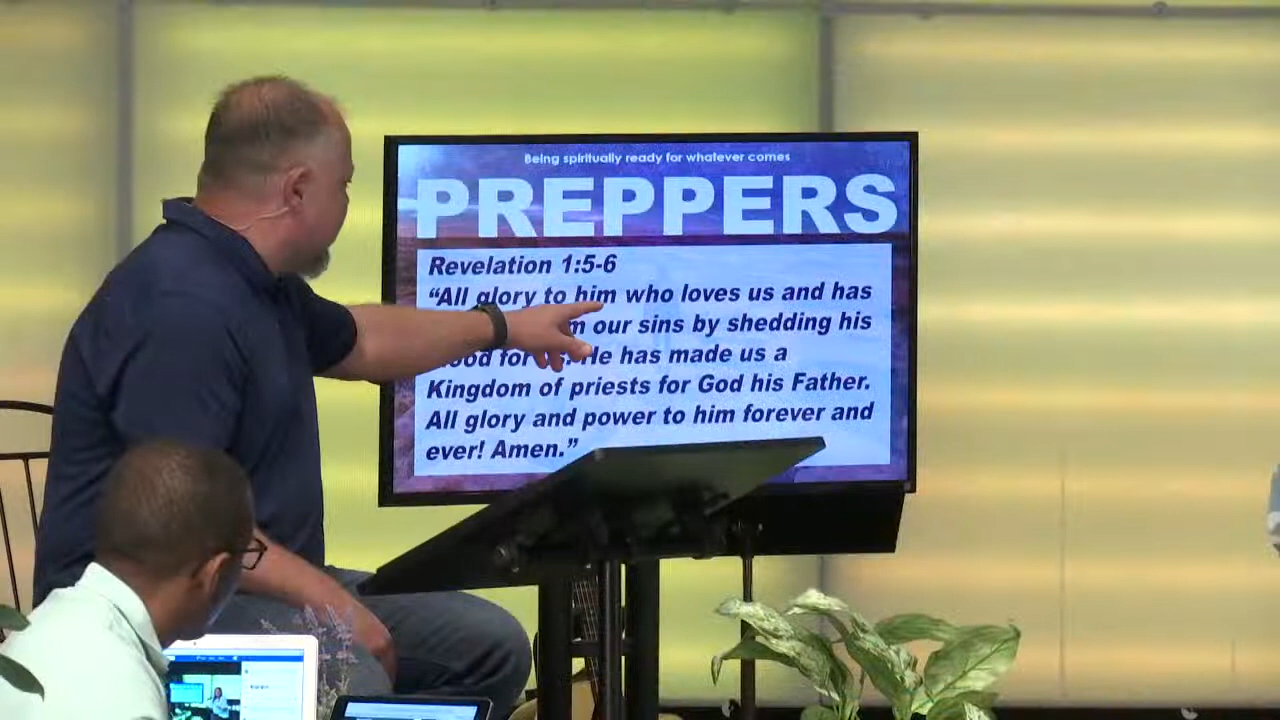 Being spiritually ready for whatever comes
PREPPERS
Revelation 1:5-6
“All glory to him who loves us and has
our sins by shedding his
for He has made us a
Kingdom of priests for God his Father.
All glory and power to him forever and
ever! Amen.”